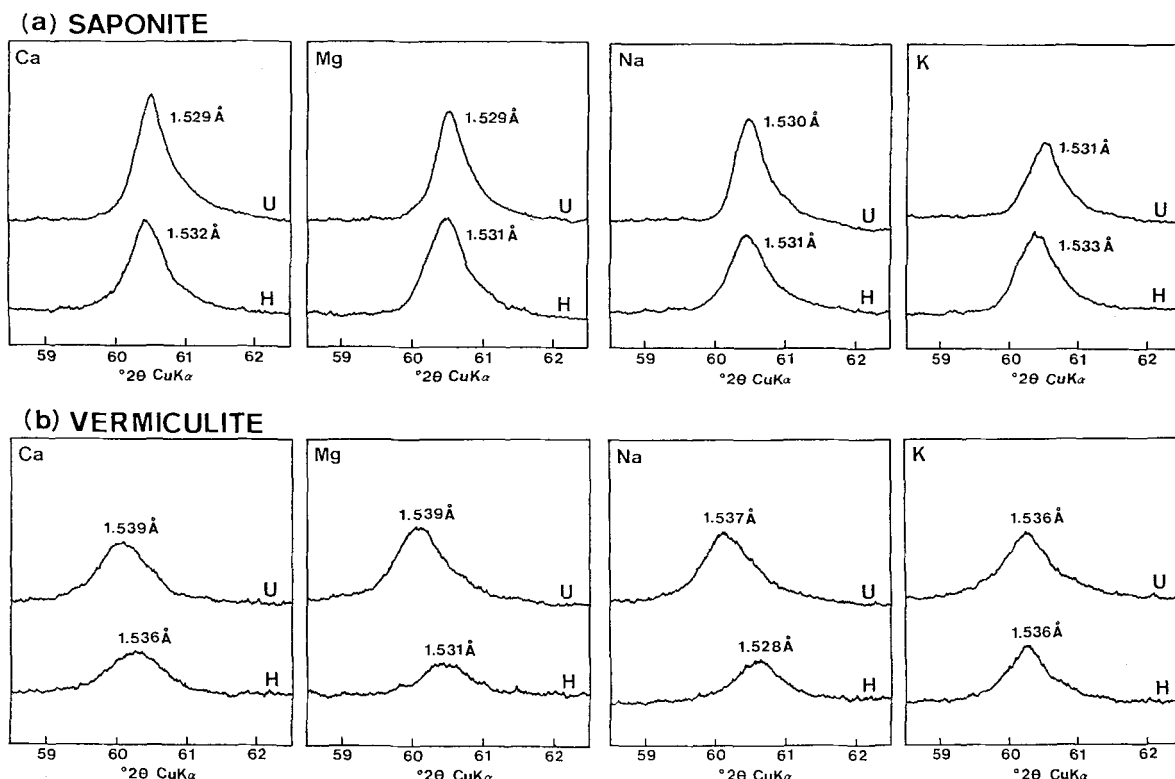 (a) SAPONITE
Ca Mg Na K
1.529Å 1.529Å 1.530Å 1.531Å
U U U U
1.532Å 1.531Å 1.531Å 1.533Å
H H H H
59 60 61 62 59 60 61 62 59 60 61 62 59 60 61 62
°2θ CuKα °2θ CuKα °2θ CuKα °2θ CuKα
(b) VERMICULITE
Ca Mg Na K
1.539Å 1.539Å 1.537Å 1.536Å
U U U U
1.536Å 1.531Å 1.528Å 1.536Å
H H H H
59 60 61 62 59 60 61 62 59 60 61 62 59 60 61 62
°2θ CuKα °2θ CuKα °2θ CuKα °2θ CuKα